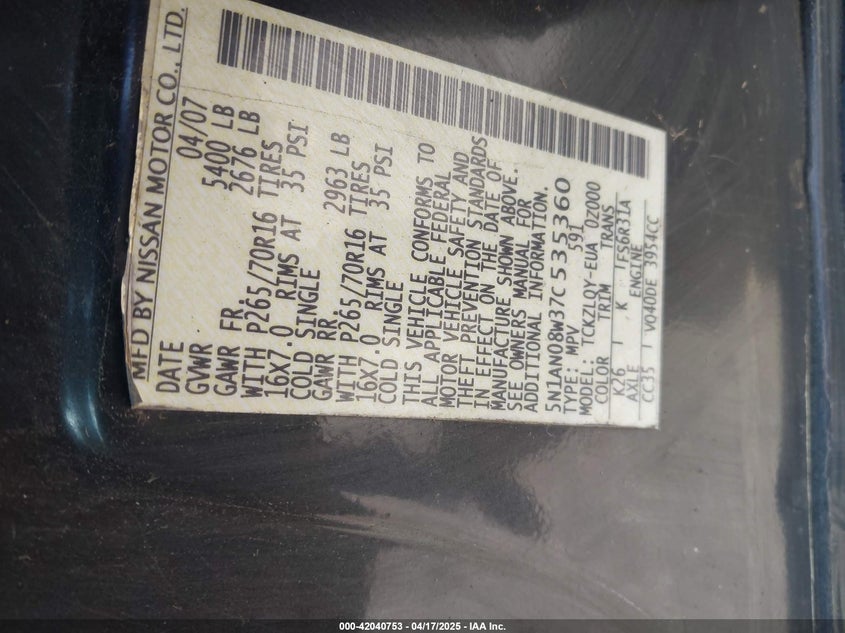 MFD BY NISSAN MOTOR CO., LTD.
DATE 04/07
GVWR 5400 LB
GAWR FR. 2676 LB
WITH P265/70R16 TIRES
16X7.0 RIMS AT 35 PSI
COLD SINGLE
GAWR RR. 2963 LB
WITH P265/70R16 TIRES
16X7.0 RIMS AT 35 PSI
COLD SINGLE
THIS VEHICLE CONFORMS TO
ALL APPLICABLE FEDERAL
MOTOR VEHICLE SAFETY AND
THEFT PREVENTION STANDARDS
IN EFFECT ON THE DATE OF
MANUFACTURE SHOWN ABOVE.
SEE OWNERS MANUAL FOR
ADDITIONAL INFORMATION.
5N1AN08W37C535360
TYPE: MPV 591
MODEL: TCKZLQY-EUA 0Z000
COLOR TRIM TRANS
K26 K FS6R31A
AXLE ENGINE
CC35 VQ40DE 3954CC
000-42040753 - 04/17/2025 - IAA Inc.